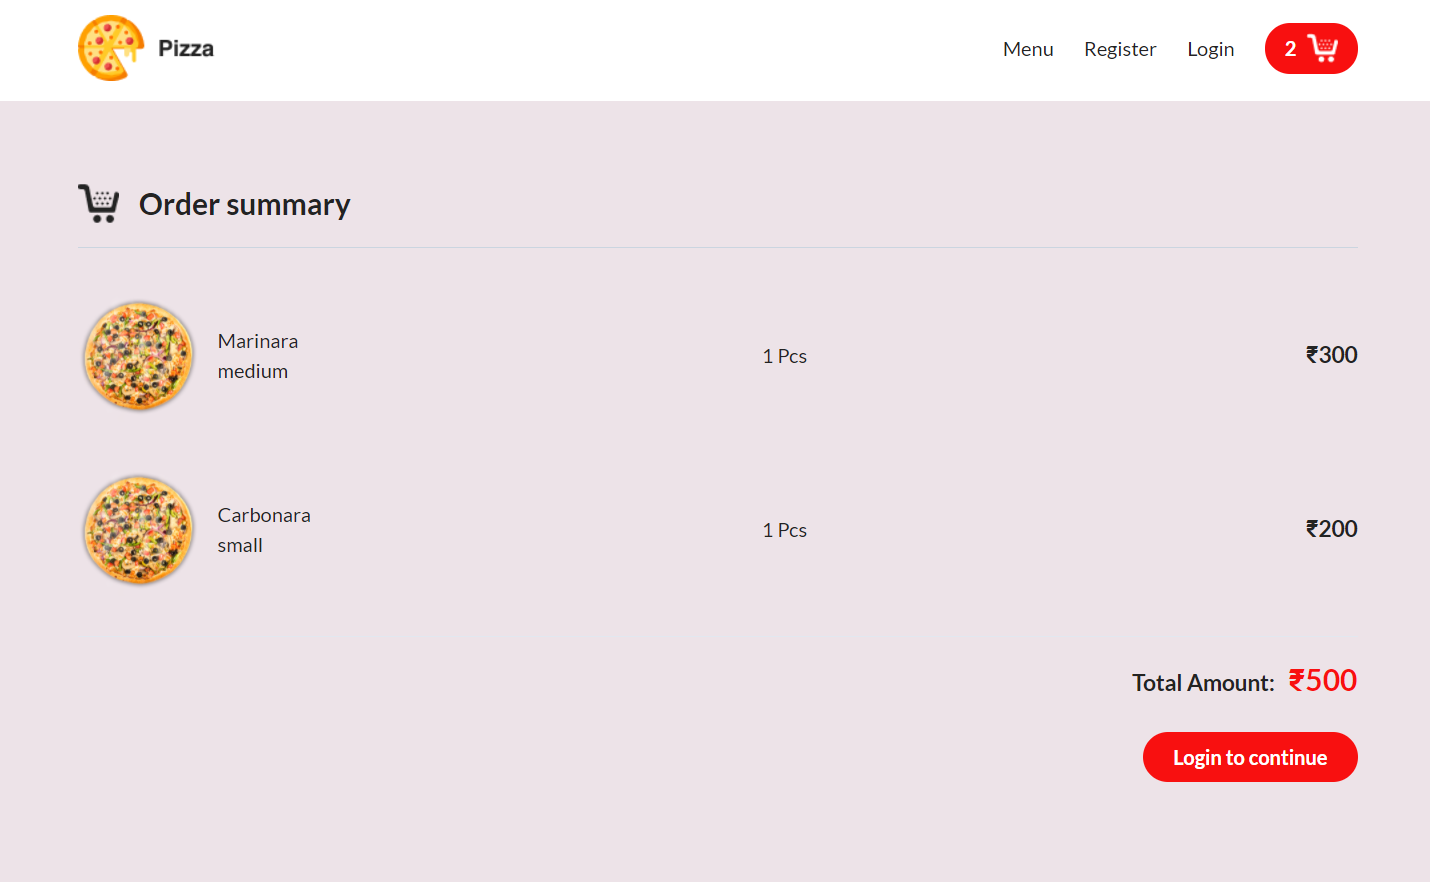 Pizza
Menu Register Login 2
Order summary
Marinara
medium
1 Pcs
₹300
Carbonara
small
1 Pcs
₹200
Total Amount: ₹500
Login to continue